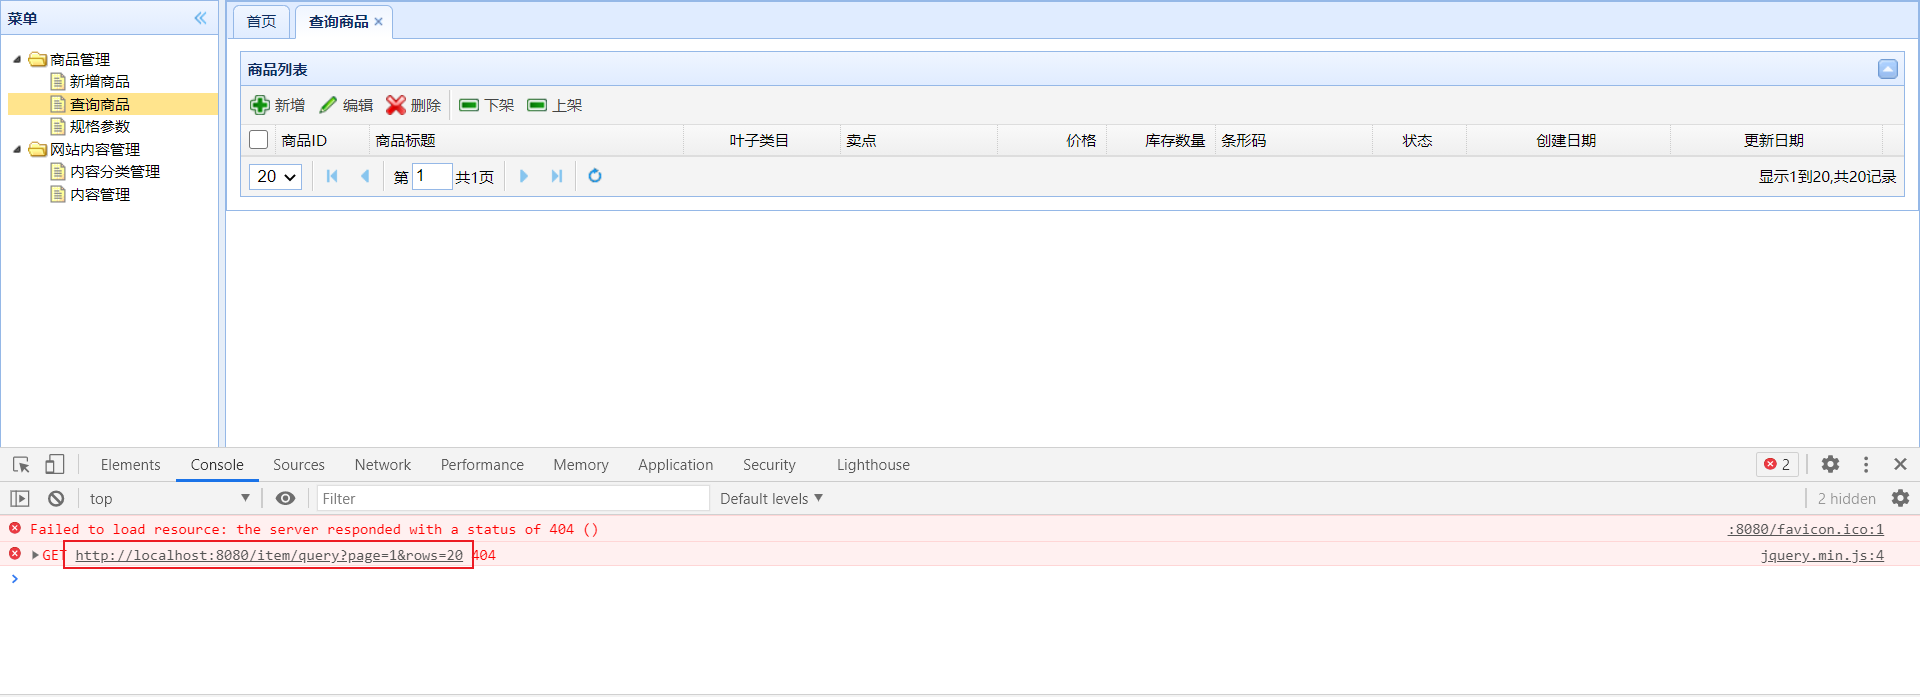 菜单
首页 查询商品
商品管理
新增商品
查询商品
规格参数
网站内容管理
内容分类管理
内容管理
商品列表
新增 编辑 删除 下架 上架
商品ID 商品标题 叶子类目 卖点 价格 库存数量 条形码 状态 创建日期 更新日期
20 第 1 共1页 显示1到20,共20记录
Elements Console Sources Network Performance Memory Application Security Lighthouse 2
top Filter Default levels 2 hidden
Failed to load resource: the server responded with a status of 404 () :8080/favicon.ico:1
GET http://localhost:8080/item/query?page=1&rows=20 404 jquery.min.js:4